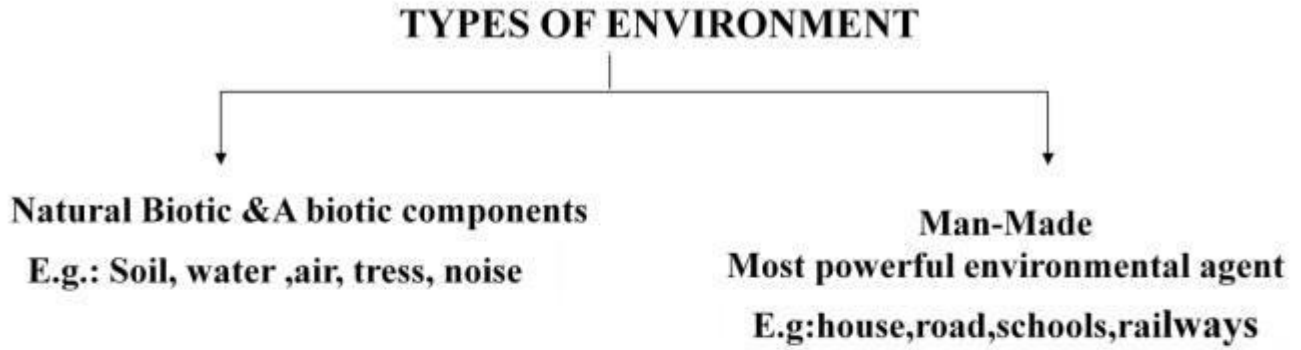 TYPES OF ENVIRONMENT
Natural Biotic &A biotic components
E.g.: Soil, water ,air, tress, noise
Man-Made
Most powerful environmental agent
E.g:house,road,schools,railways